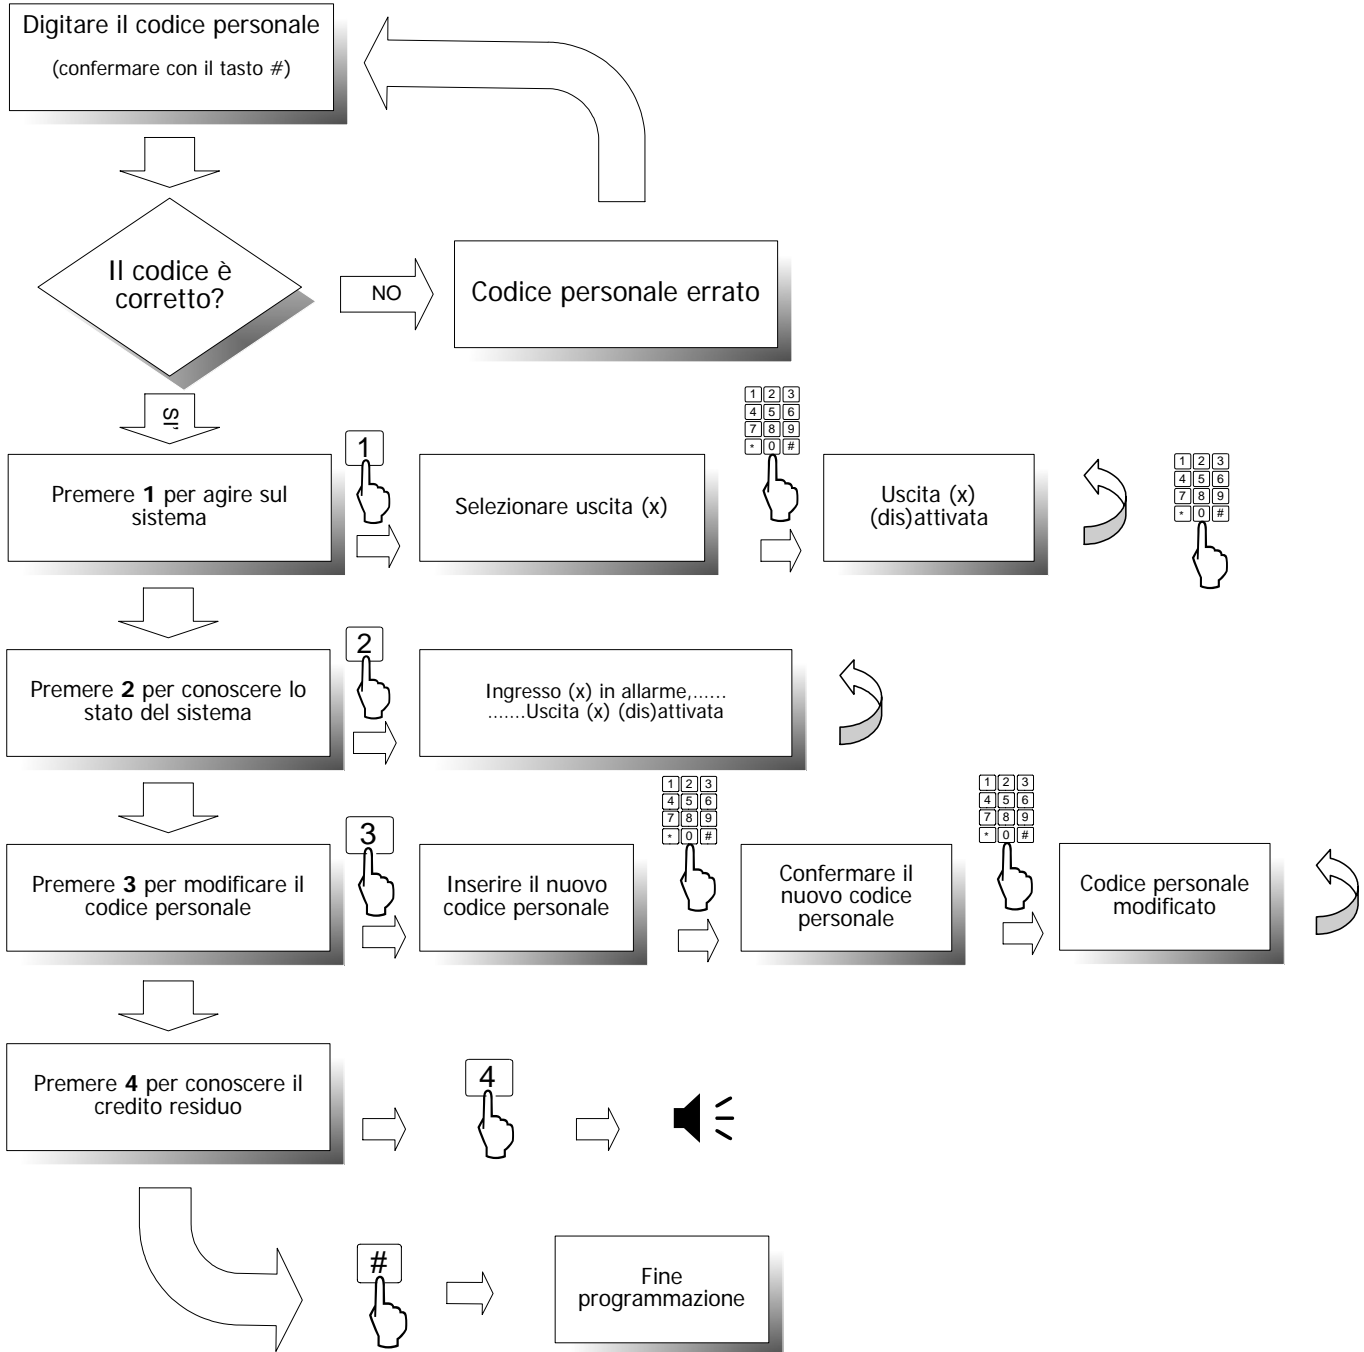 Digitare il codice personale
(confermare con il tasto #)
Il codice è
corretto?
NO
Codice personale errato
SI'
1 2 3
4 5 6
7 8 9
* 0 #
1
Premere 1 per agire sul
sistema
Selezionare uscita (x)
Uscita (x)
(dis)attivata
1 2 3
4 5 6
7 8 9
* 0 #
2
Premere 2 per conoscere lo
stato del sistema
Ingresso (x) in allarme,......
.......Uscita (x) (dis)attivata
3
1 2 3
4 5 6
7 8 9
* 0 #
1 2 3
4 5 6
7 8 9
* 0 #
Premere 3 per modificare il
codice personale
Inserire il nuovo
codice personale
Confermare il
nuovo codice
personale
Codice personale
modificato
Premere 4 per conoscere il
credito residuo
4
#
Fine
programmazione